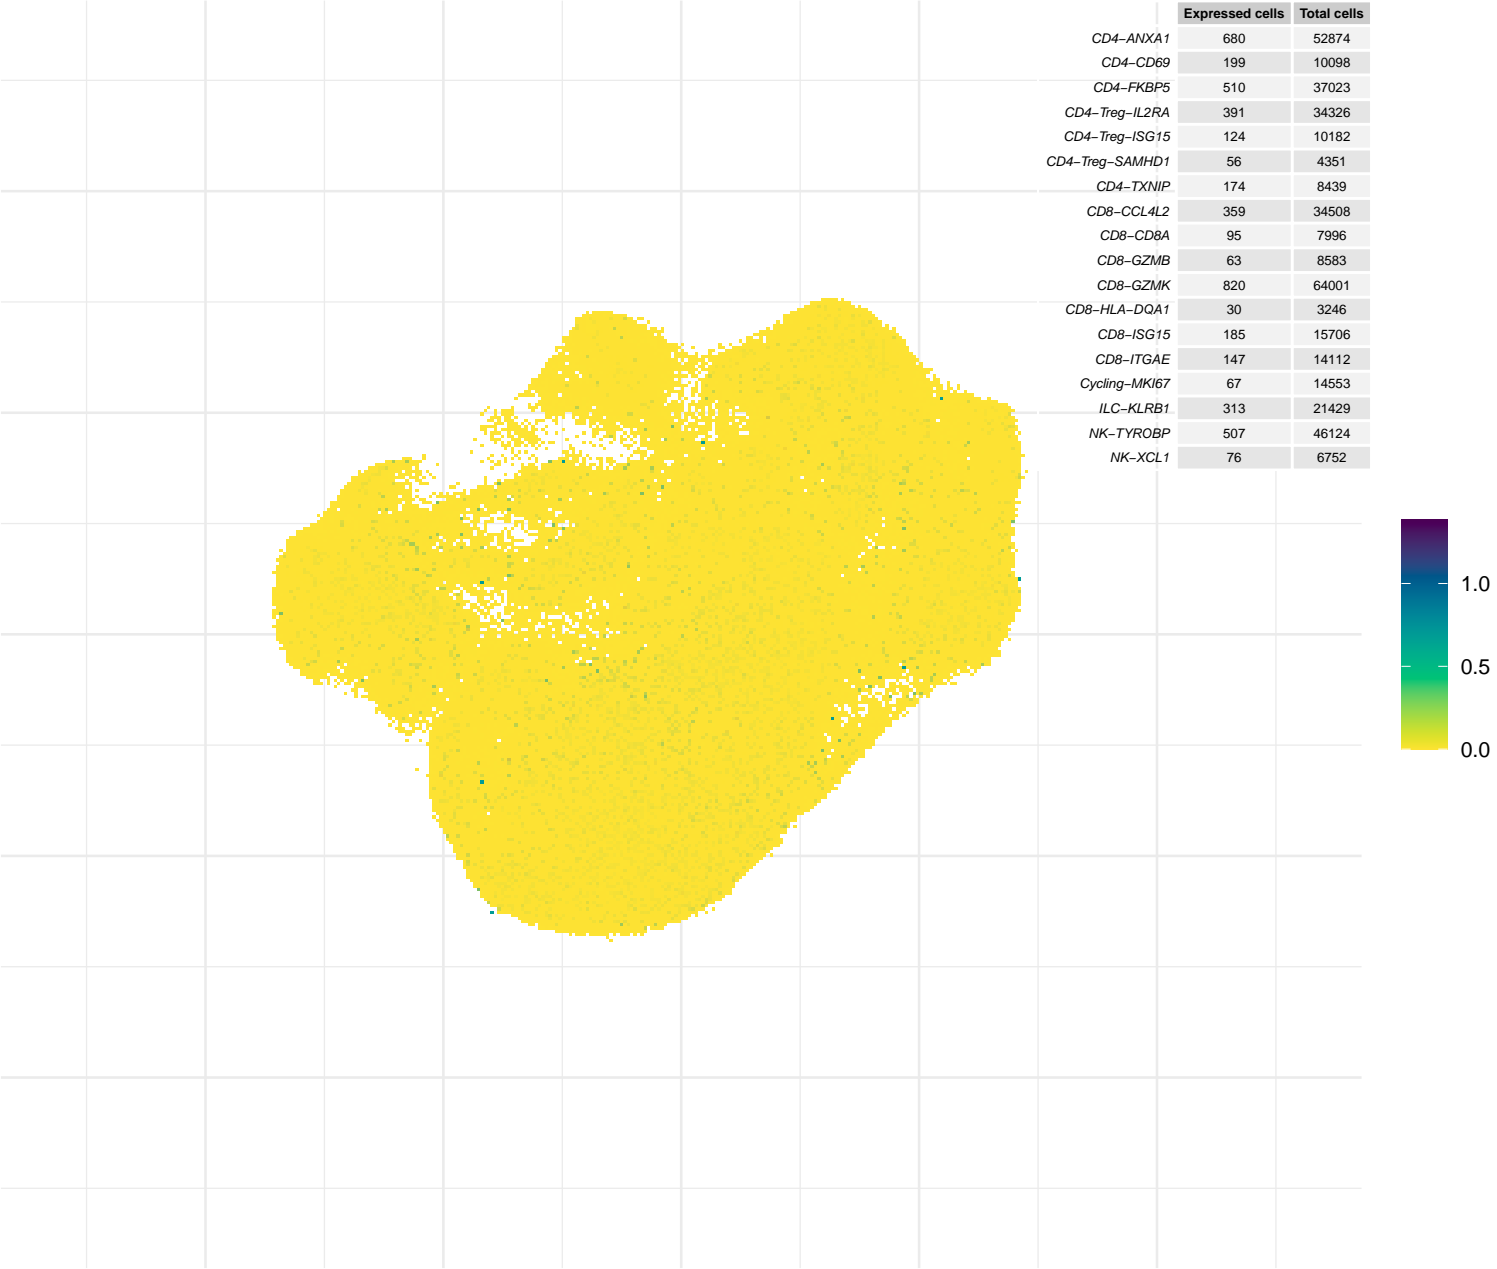 Expressed cells Total cells
CD4−ANXA1 680 52874
CD4−CD69 199 10098
CD4−FKBP5 510 37023
CD4−Treg−IL2RA 391 34326
CD4−Treg−ISG15 124 10182
CD4−Treg−SAMHD1 56 4351
CD4−TXNIP 174 8439
CD8−CCL4L2 359 34508
CD8−CD8A 95 7996
CD8−GZMB 63 8583
CD8−GZMK 820 64001
CD8−HLA−DQA1 30 3246
CD8−ISG15 185 15706
CD8−ITGAE 147 14112
Cycling−MKI67 67 14553
ILC−KLRB1 313 21429
NK−TYROBP 507 46124
NK−XCL1 76 6752
1.0
0.5
0.0